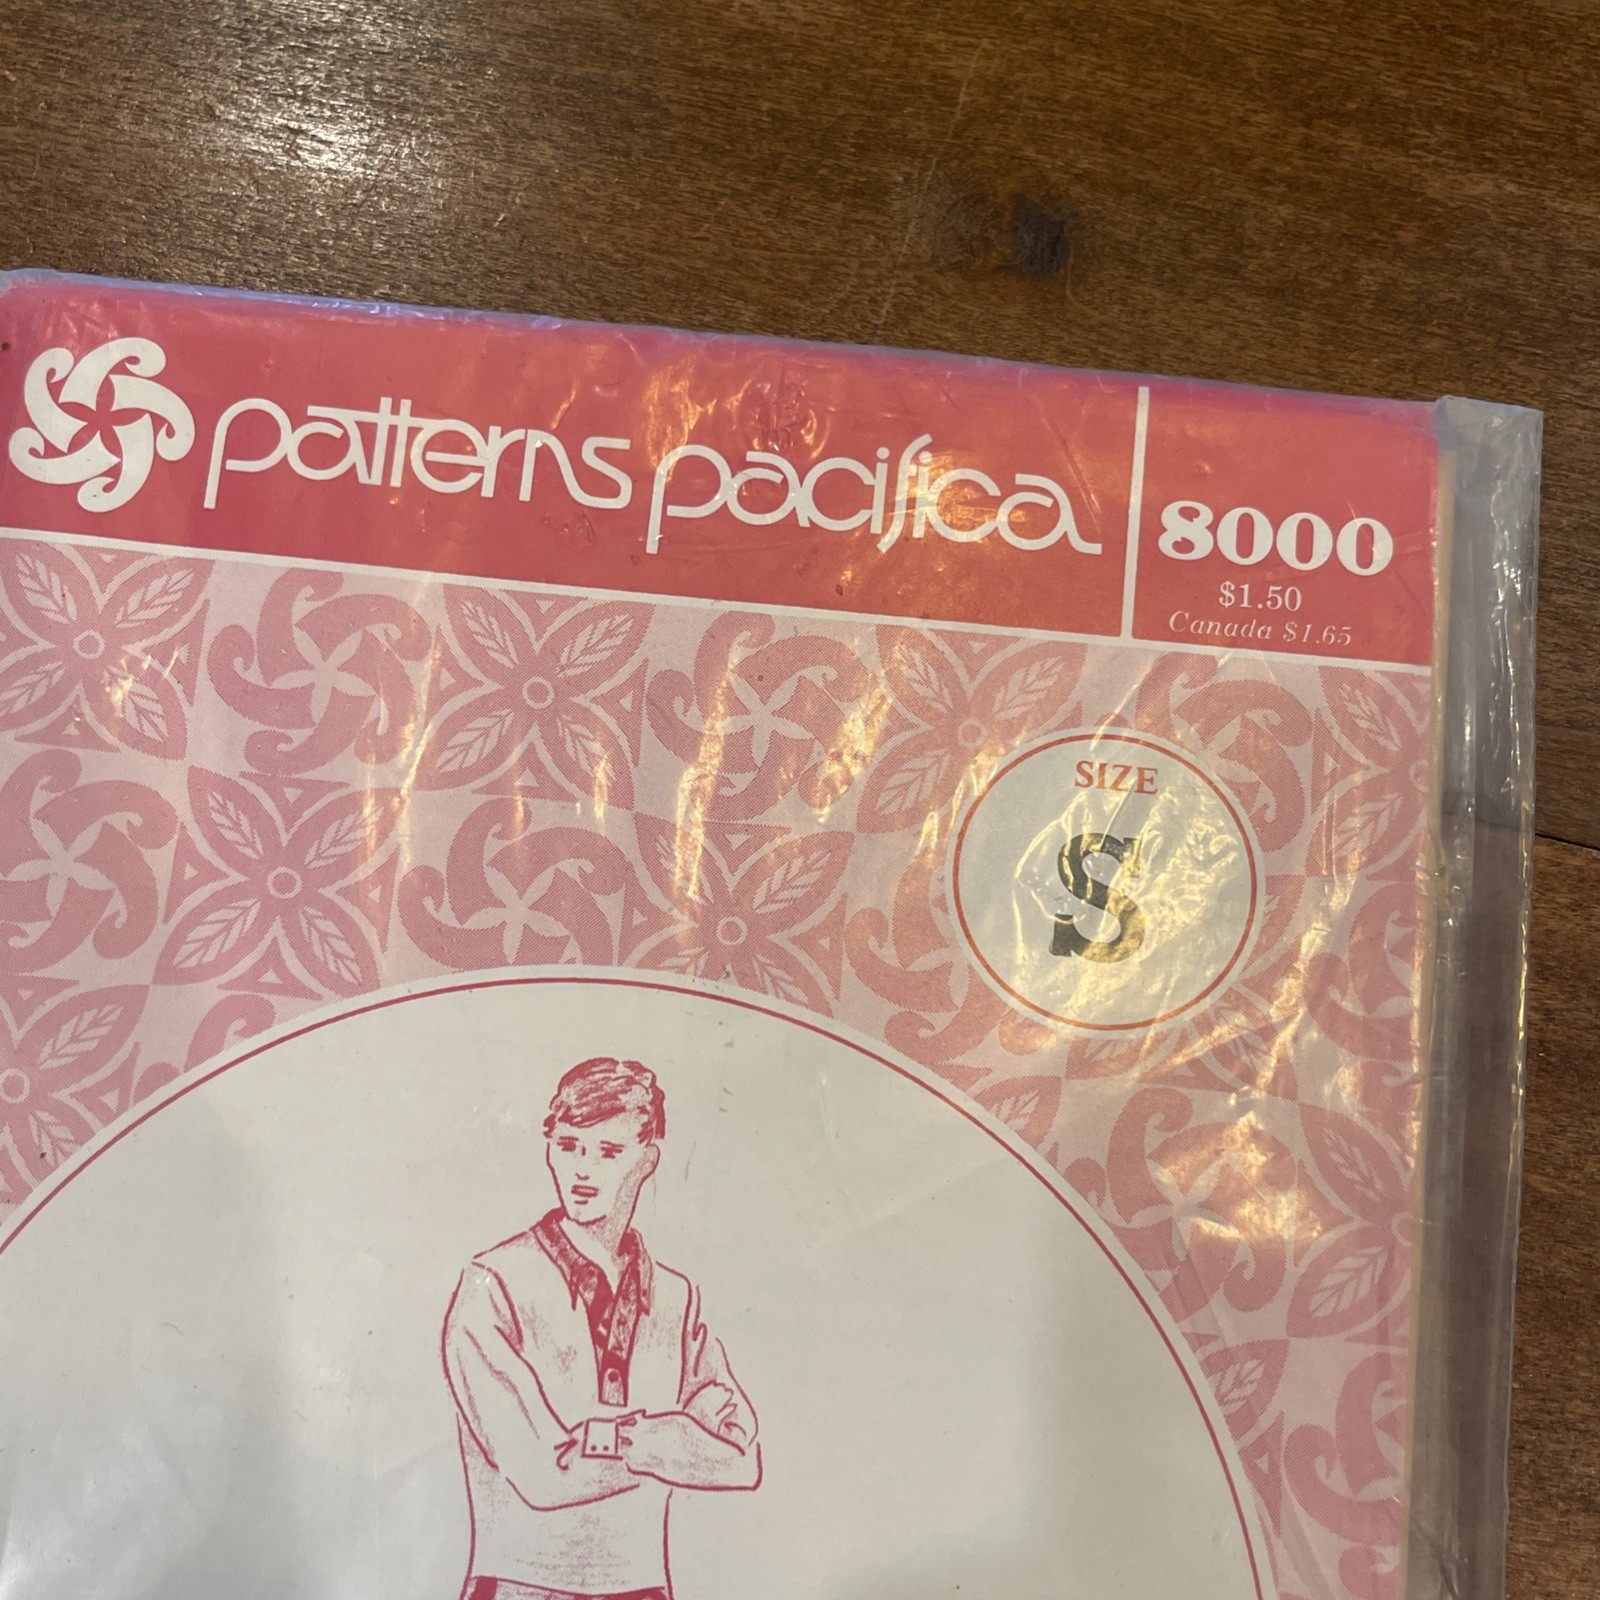 patterns pacifica
8000
$1.50
Canada $1.65
SIZE
S